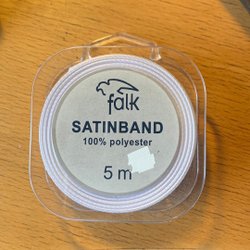 falk
SATINBAND
100% polyester
5 m